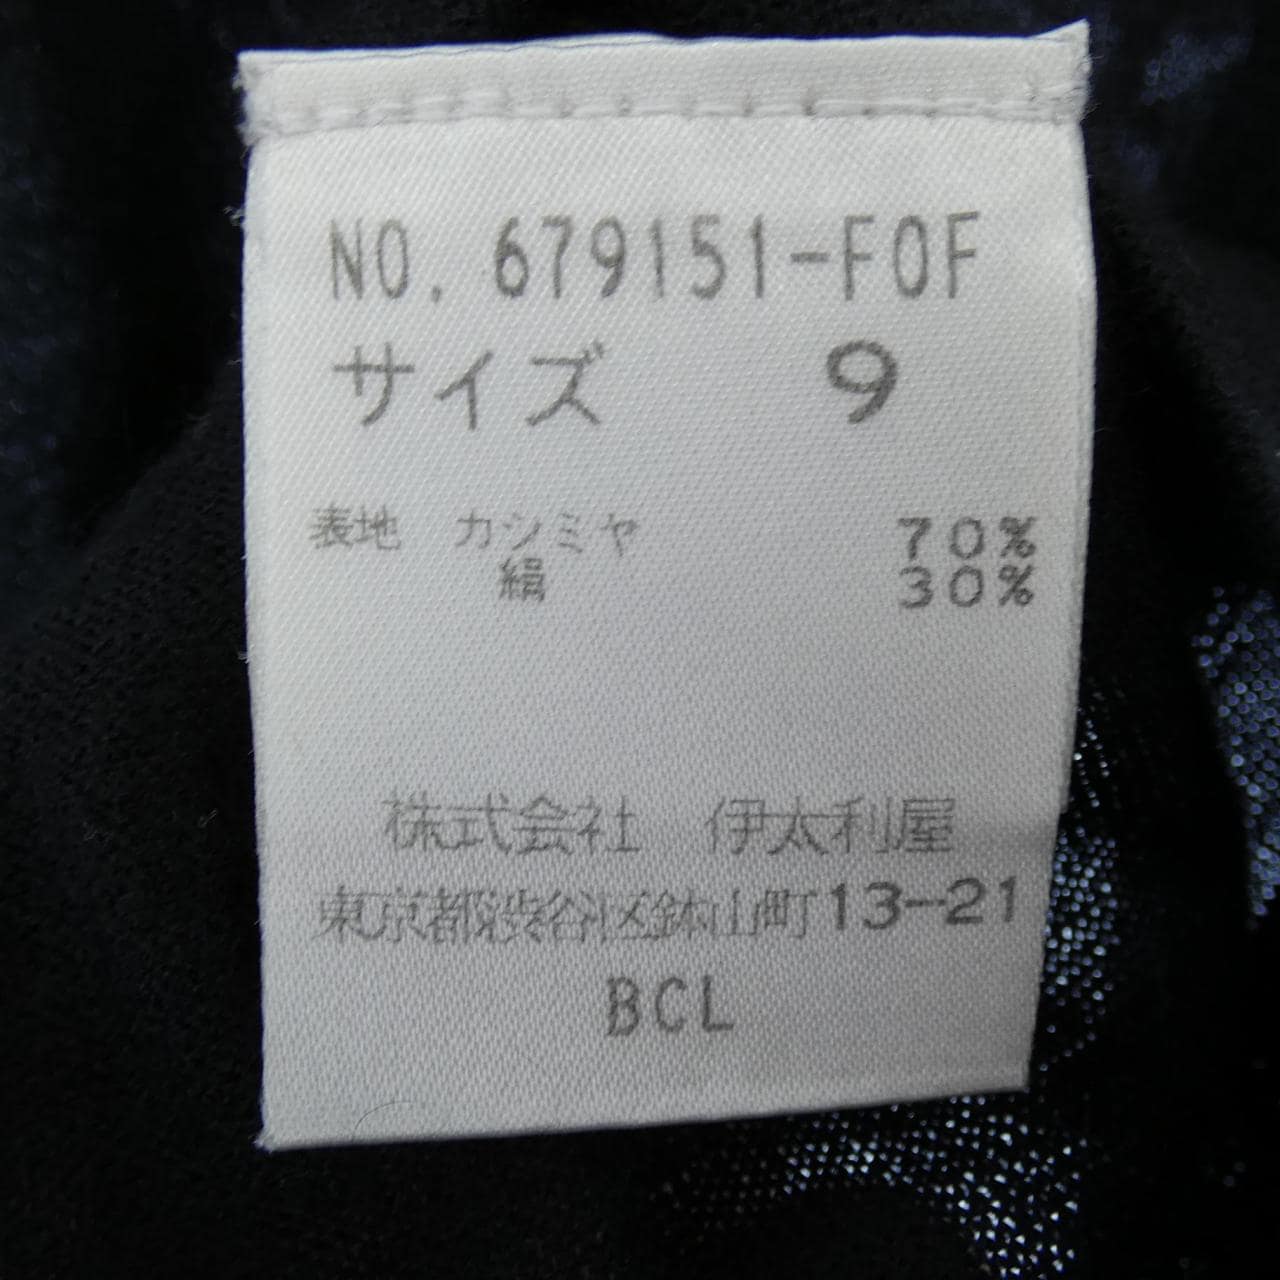 NO. 679151-F0F
サイズ 9
表地 カシミヤ 70%
絹 30%
株式会社 伊太利屋
東京都渋谷区鉢山町13-21
BCL